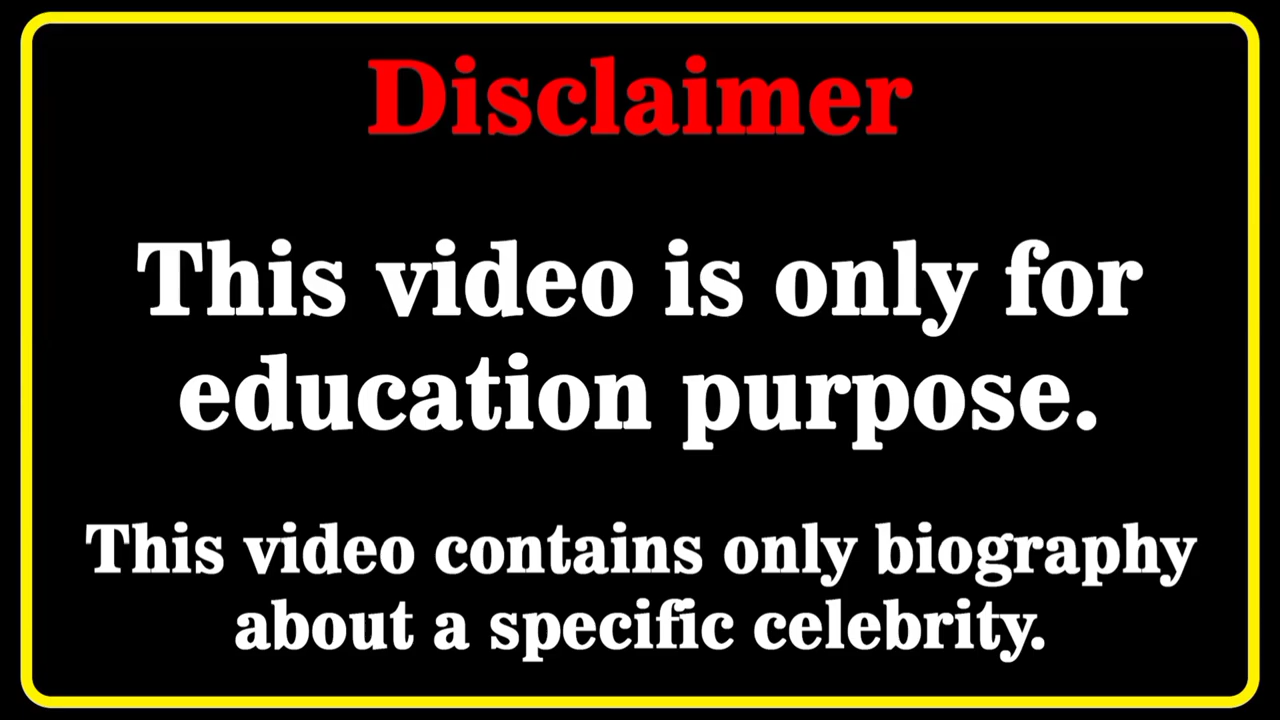 Disclaimer
This video is only for
education purpose.
This video contains only biography
about a specific celebrity.